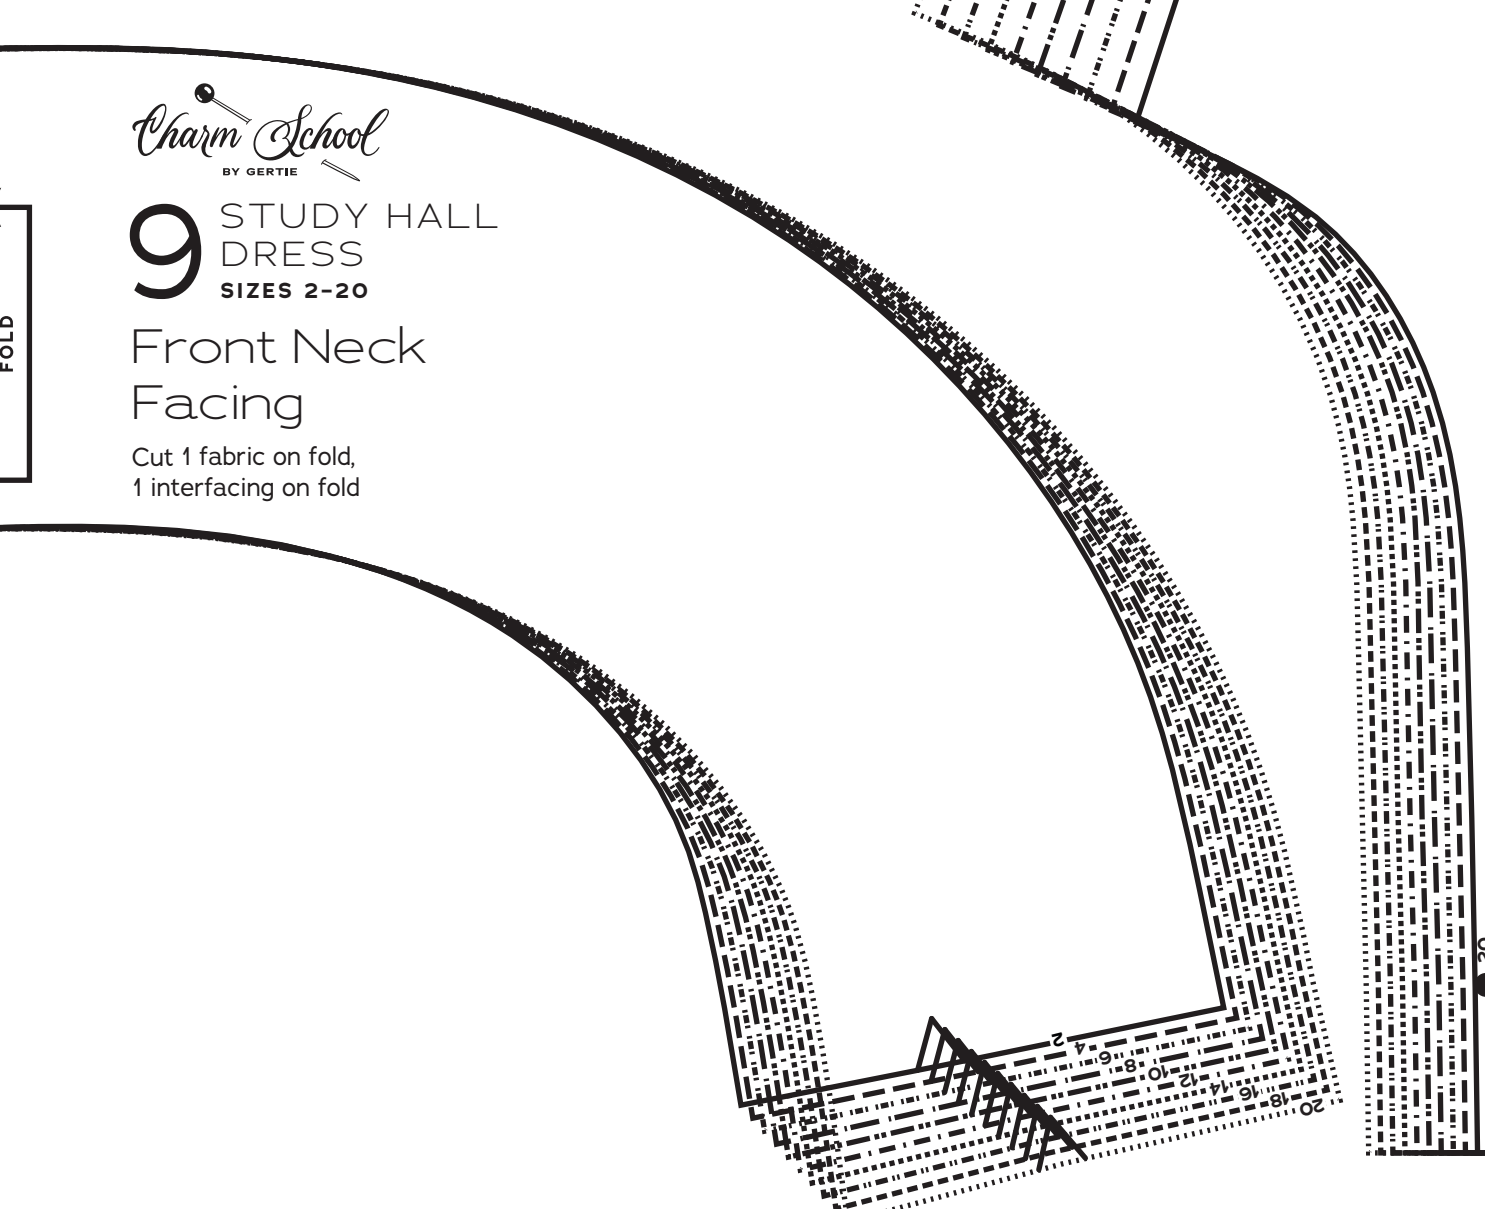 Charm School
BY GERTIE
9
STUDY HALL
DRESS
SIZES 2-20
Front Neck
Facing
Cut 1 fabric on fold,
1 interfacing on fold
FOLD
2
4
6
8
10
12
14
16
18
20